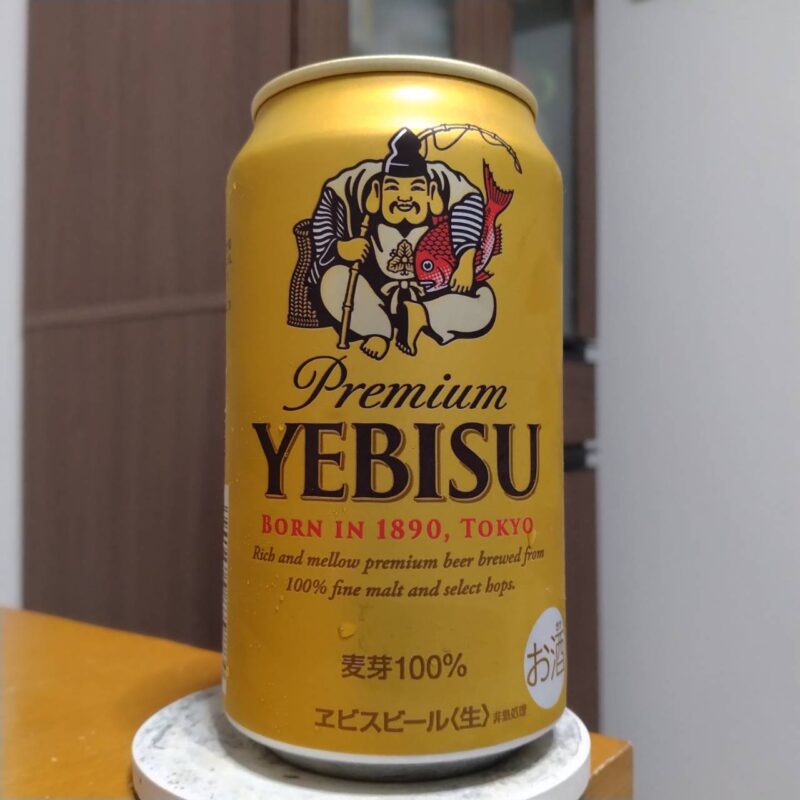 Premium
YEBISU
BORN IN 1890, TOKYO
Rich and mellow premium beer brewed from
100% fine malt and select hops.
麦芽100%
お酒
ヱビスビール〈生〉非熱処理